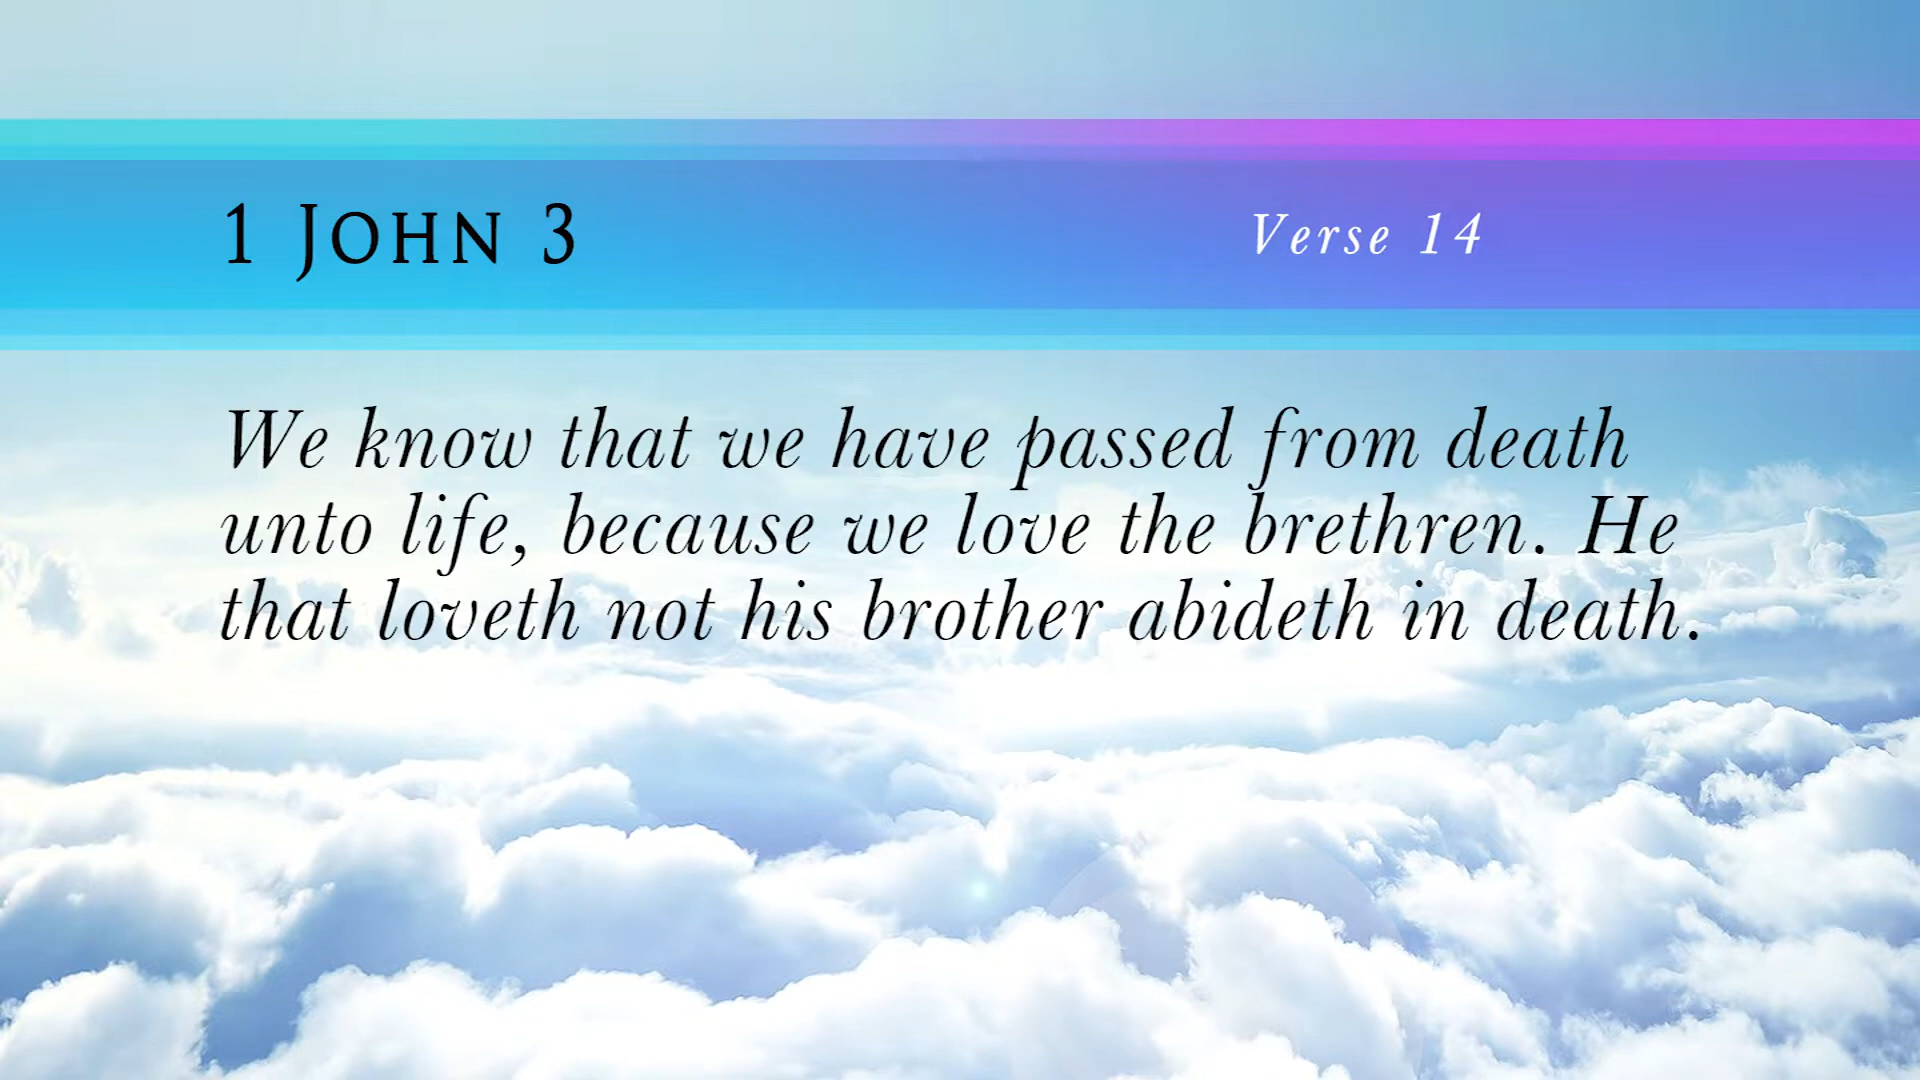 1 John 3
Verse 14
We know that we have passed from death
unto life, because we love the brethren. He
that loveth not his brother abideth in death.